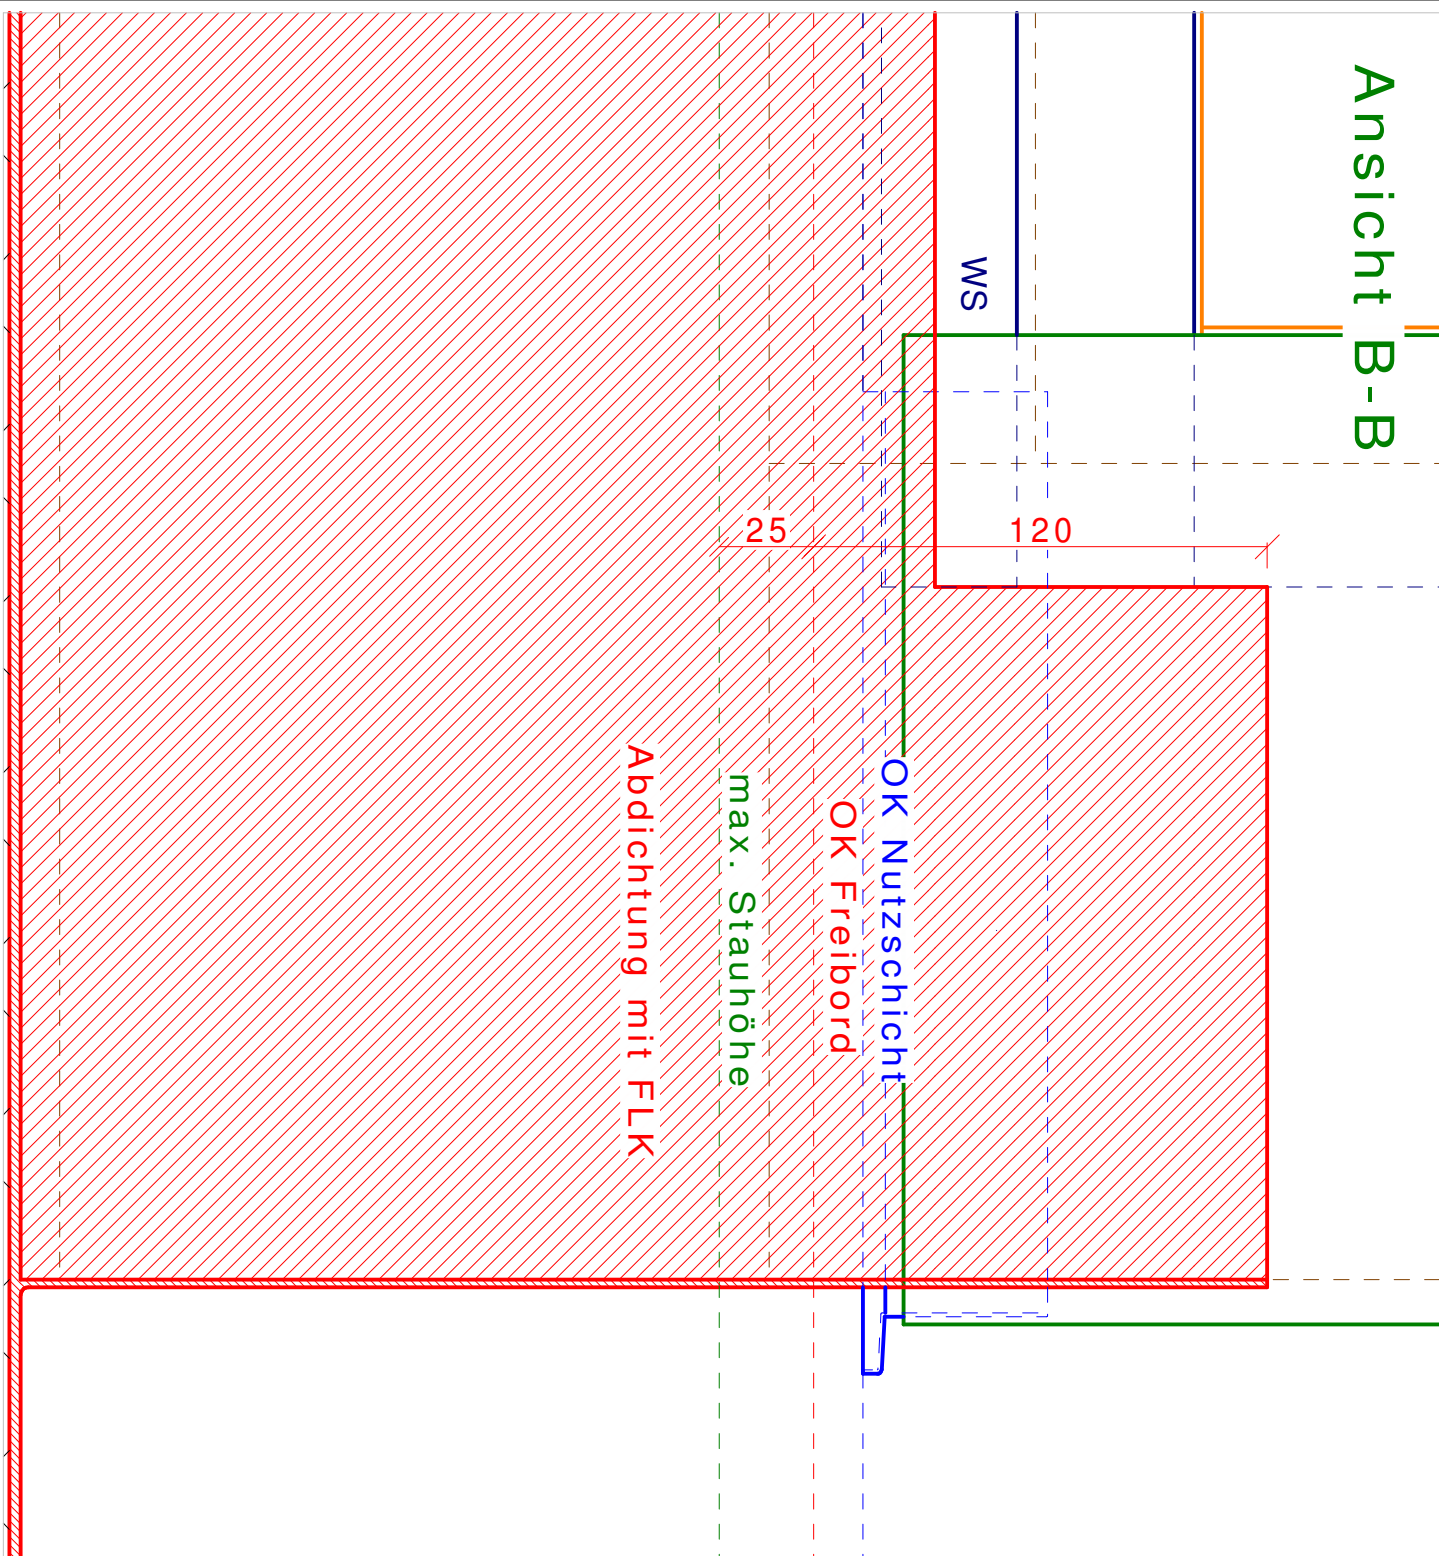 Ansicht B-B
WS
25
120
OK Nutzschicht
OK Freibord
max. Stauhöhe
Abdichtung mit FLK